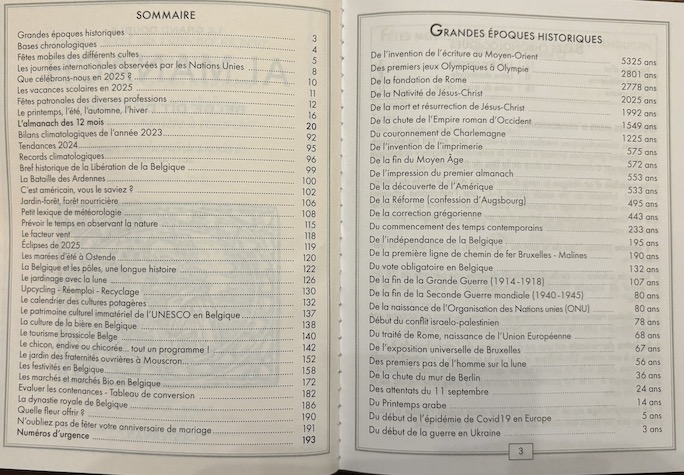 SOMMAIRE
Grandes époques historiques 3
Bases chronologiques 4
Fêtes mobiles des différents cultes 5
Les journées internationales observées par les Nations Unies 8
Que célébrons-nous en 2025 ? 10
Les vacances scolaires en 2025 11
Fêtes patronales des diverses professions 12
Le printemps, l'été, l'automne, l'hiver 16
L'almanach des 12 mois 20
Bilans climatologiques de l'année 2023 92
Tendances 2024 95
Records climatologiques 96
Bref historique de la Libération de la Belgique 99
La Bataille des Ardennes 100
C'est américain, vous le saviez ? 102
Jardin-forêt, forêt nourricière 106
Petit lexique de météorologie 108
Prévoir le temps en observant la nature 115
Le facteur vent 118
Éclipses de 2025 119
Les marées d'été à Ostende 120
La Belgique et les pôles, une longue histoire 122
Le jardinage avec la lune 126
Upcycling - Réemploi - Recyclage 130
Le calendrier des cultures potagères 132
Le patrimoine culturel immatériel de l'UNESCO en Belgique 137
La culture de la bière en Belgique 138
Le tourisme brassicole Belge 140
Le chicon, endive ou chicorée... tout un programme ! 142
Le jardin des fraternités ouvrières à Mouscron 152
Les festivités en Belgique 158
Les marchés et marchés Bio en Belgique 172
Evaluer les contenances - Tableau de conversion 182
La dynastie royale de Belgique 186
Quelle fleur offrir ? 190
N'oubliez pas de fêter votre anniversaire de mariage 191
Numéros d'urgence 193
GRANDES ÉPOQUES HISTORIQUES
De l'invention de l'écriture au Moyen-Orient 5325 ans
Des premiers jeux Olympiques à Olympie 2801 ans
De la fondation de Rome 2778 ans
De la Nativité de Jésus-Christ 2025 ans
De la mort et résurrection de Jésus-Christ 1992 ans
De la chute de l'Empire roman d'Occident 1549 ans
Du couronnement de Charlemagne 1225 ans
De l'invention de l'imprimerie 575 ans
De la fin du Moyen Âge 572 ans
De l'impression du premier almanach 553 ans
De la découverte de l'Amérique 533 ans
De la Réforme (confession d'Augsbourg) 495 ans
De la correction grégorienne 443 ans
Du commencement des temps contemporains 233 ans
De l'indépendance de la Belgique 195 ans
De la première ligne de chemin de fer Bruxelles - Malines 190 ans
Du vote obligatoire en Belgique 132 ans
De la fin de la Grande Guerre (1914-1918) 107 ans
De la fin de la Seconde Guerre mondiale (1940-1945) 80 ans
De la naissance de l'Organisation des Nations unies (ONU) 80 ans
Début du conflit israelo-palestinien 78 ans
Du traité de Rome, naissance de l'Union Européenne 68 ans
De l'exposition universelle de Bruxelles 67 ans
Des premiers pas de l'homme sur la lune 56 ans
De la chute du mur de Berlin 36 ans
Des attentats du 11 septembre 24 ans
Du Printemps arabe 14 ans
Du début de l'épidémie de Covid19 en Europe 5 ans
Du début de la guerre en Ukraine 3 ans
3